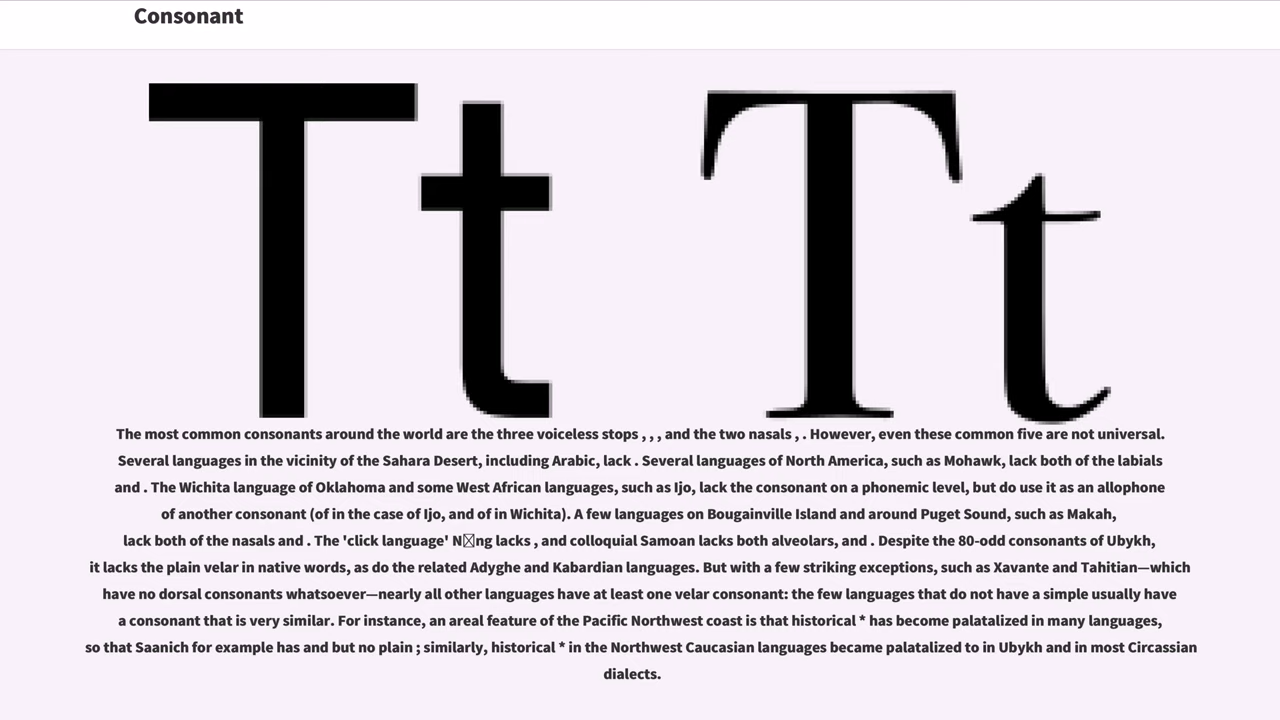 Consonant
Tt Tt
The most common consonants around the world are the three voiceless stops , , , and the two nasals , . However, even these common five are not universal.
Several languages in the vicinity of the Sahara Desert, including Arabic, lack . Several languages of North America, such as Mohawk, lack both of the labials
and . The Wichita language of Oklahoma and some West African languages, such as Ijo, lack the consonant on a phonemic level, but do use it as an allophone
of another consonant (of in the case of Ijo, and of in Wichita). A few languages on Bougainville Island and around Puget Sound, such as Makah,
lack both of the nasals and . The 'click language' N□ng lacks , and colloquial Samoan lacks both alveolars, and . Despite the 80-odd consonants of Ubykh,
it lacks the plain velar in native words, as do the related Adyghe and Kabardian languages. But with a few striking exceptions, such as Xavante and Tahitian—which
have no dorsal consonants whatsoever—nearly all other languages have at least one velar consonant: the few languages that do not have a simple usually have
a consonant that is very similar. For instance, an areal feature of the Pacific Northwest coast is that historical * has become palatalized in many languages,
so that Saanich for example has and but no plain ; similarly, historical * in the Northwest Caucasian languages became palatalized to in Ubykh and in most Circassian
dialects.